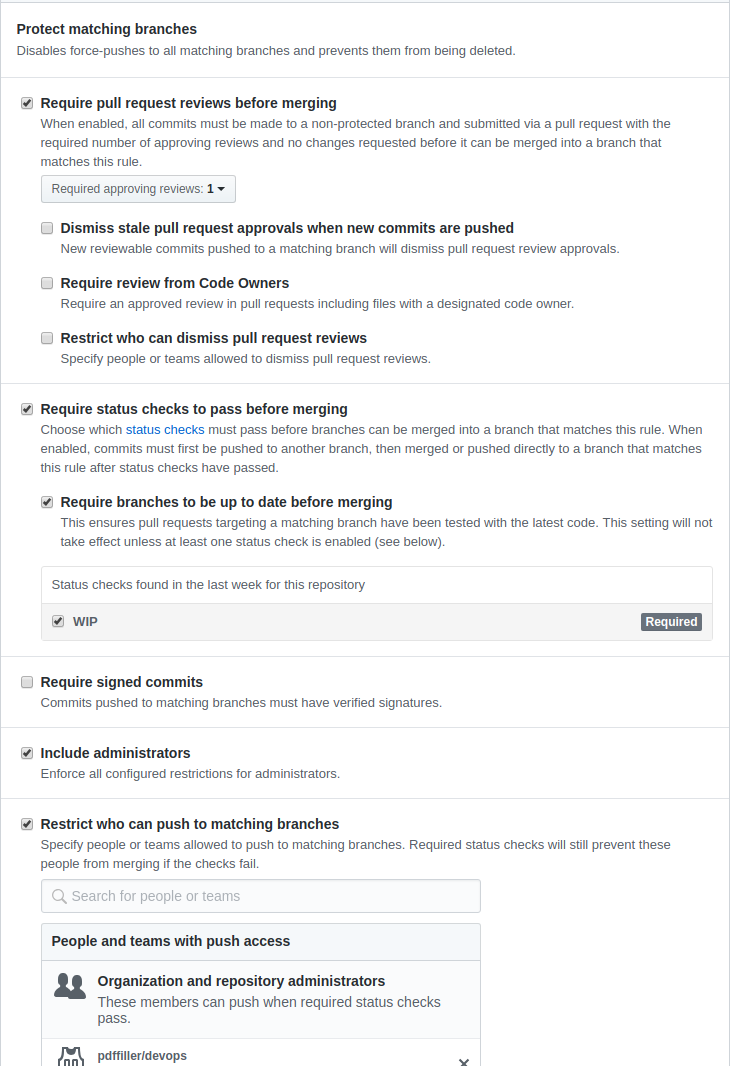 Protect matching branches
Disables force-pushes to all matching branches and prevents them from being deleted.
Require pull request reviews before merging
When enabled, all commits must be made to a non-protected branch and submitted via a pull request with the
required number of approving reviews and no changes requested before it can be merged into a branch that
matches this rule.
Required approving reviews: 1
Dismiss stale pull request approvals when new commits are pushed
New reviewable commits pushed to a matching branch will dismiss pull request review approvals.
Require review from Code Owners
Require an approved review in pull requests including files with a designated code owner.
Restrict who can dismiss pull request reviews
Specify people or teams allowed to dismiss pull request reviews.
Require status checks to pass before merging
Choose which status checks must pass before branches can be merged into a branch that matches this rule. When
enabled, commits must first be pushed to another branch, then merged or pushed directly to a branch that matches
this rule after status checks have passed.
Require branches to be up to date before merging
This ensures pull requests targeting a matching branch have been tested with the latest code. This setting will not
take effect unless at least one status check is enabled (see below).
Status checks found in the last week for this repository
WIP Required
Require signed commits
Commits pushed to matching branches must have verified signatures.
Include administrators
Enforce all configured restrictions for administrators.
Restrict who can push to matching branches
Specify people or teams allowed to push to matching branches. Required status checks will still prevent these
people from merging if the checks fail.
Search for people or teams
People and teams with push access
Organization and repository administrators
These members can push when required status checks
pass.
pdffiller/devops